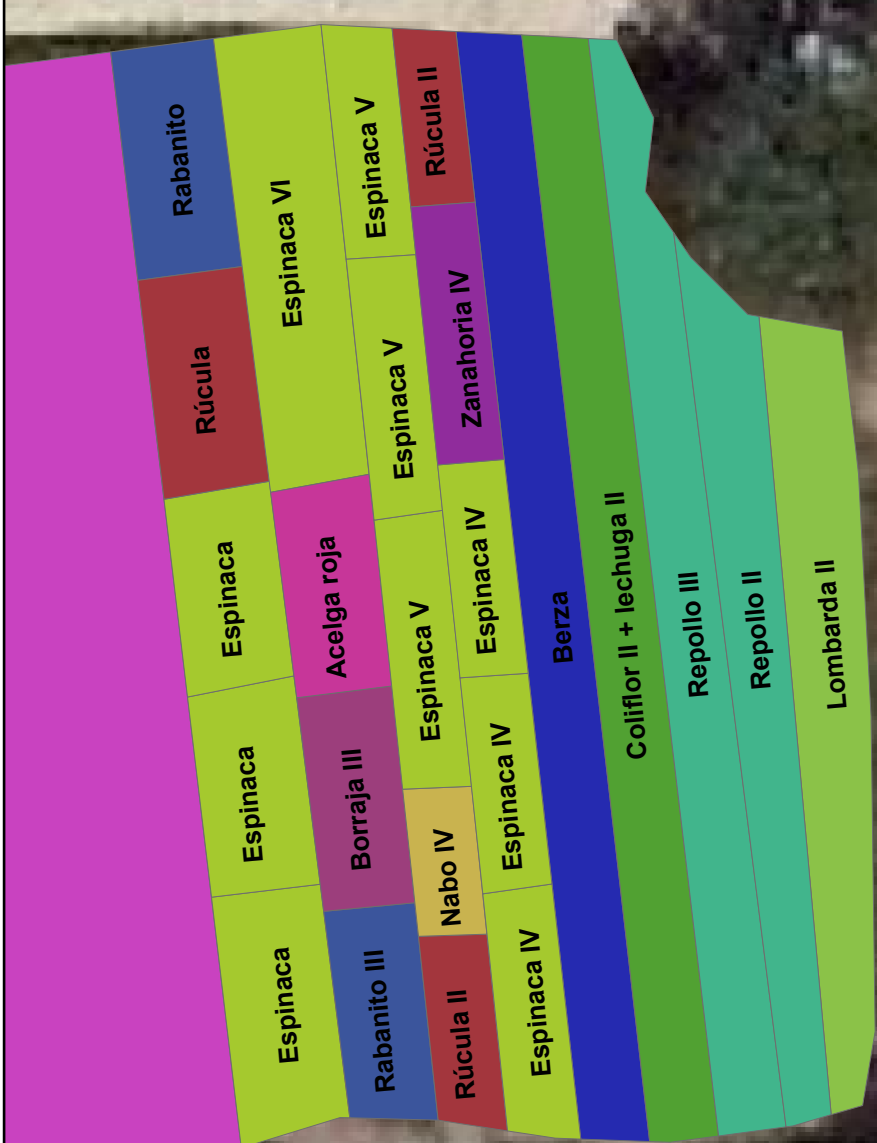 Rabanito
Rúcula
Espinaca
Espinaca
Espinaca
Espinaca VI
Acelga roja
Borraja III
Rabanito III
Espinaca V
Espinaca V
Espinaca V
Nabo IV
Rúcula II
Rúcula II
Zanahoria IV
Espinaca IV
Espinaca IV
Espinaca IV
Berza
Coliflor II + lechuga II
Repollo III
Repollo II
Lombarda II